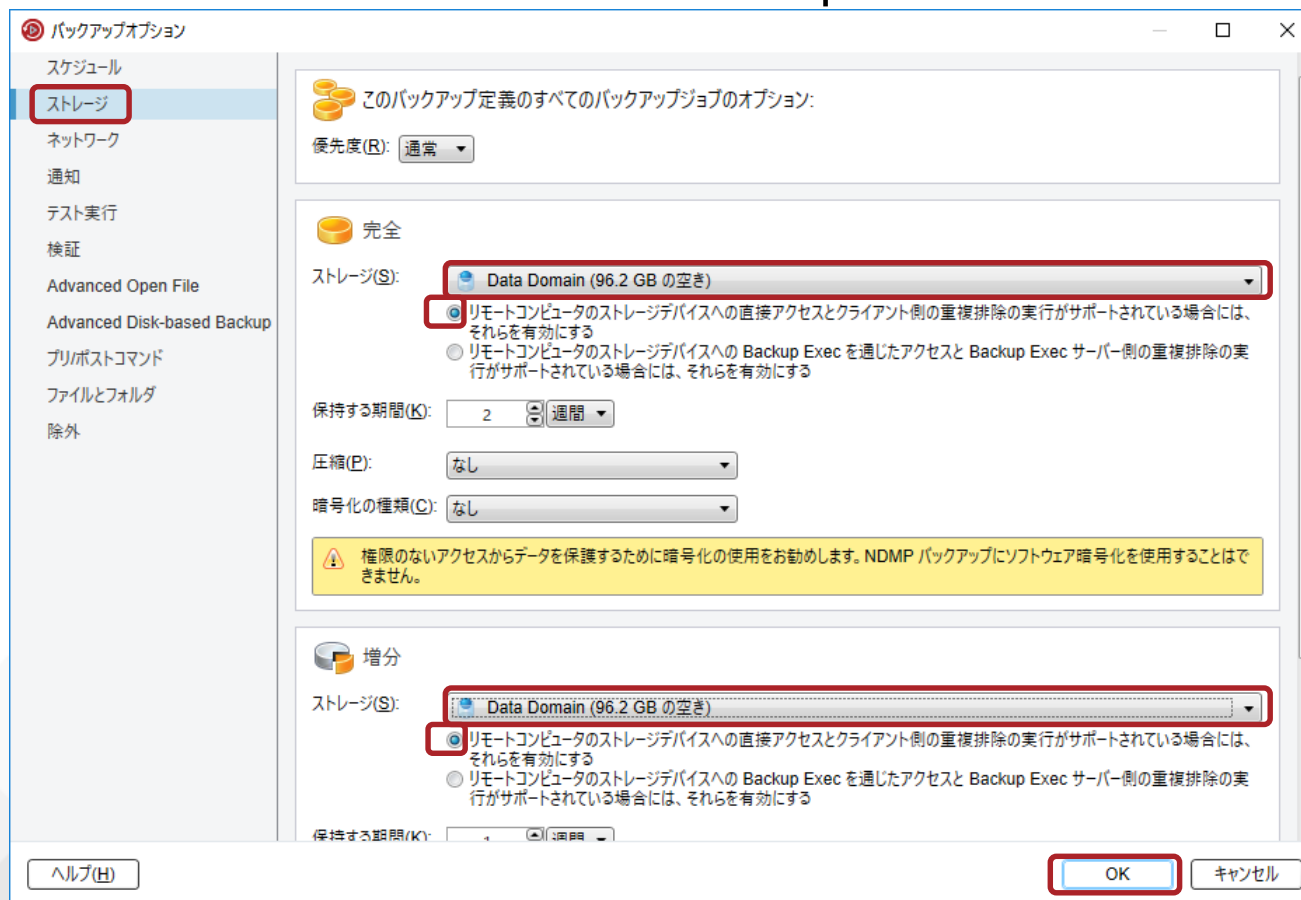 バックアップオプション
スケジュール
ストレージ
ネットワーク
通知
テスト実行
検証
Advanced Open File
Advanced Disk-based Backup
プリ/ポストコマンド
ファイルとフォルダ
除外
このバックアップ定義のすべてのバックアップジョブのオプション:
優先度(R): 通常
完全
ストレージ(S): Data Domain (96.2 GB の空き)
リモートコンピュータのストレージデバイスへの直接アクセスとクライアント側の重複排除の実行がサポートされている場合には、
それらを有効にする
リモートコンピュータのストレージデバイスへの Backup Exec を通じたアクセスと Backup Exec サーバー側の重複排除の実
行がサポートされている場合には、それらを有効にする
保持する期間(K): 2 週間
圧縮(P): なし
暗号化の種類(C): なし
権限のないアクセスからデータを保護するために暗号化の使用をお勧めします。NDMP バックアップにソフトウェア暗号化を使用することはで
きません。
増分
ストレージ(S): Data Domain (96.2 GB の空き)
リモートコンピュータのストレージデバイスへの直接アクセスとクライアント側の重複排除の実行がサポートされている場合には、
それらを有効にする
リモートコンピュータのストレージデバイスへの Backup Exec を通じたアクセスと Backup Exec サーバー側の重複排除の実
行がサポートされている場合には、それらを有効にする
保持する期間(K): 週間
ヘルプ(H)
OK
キャンセル